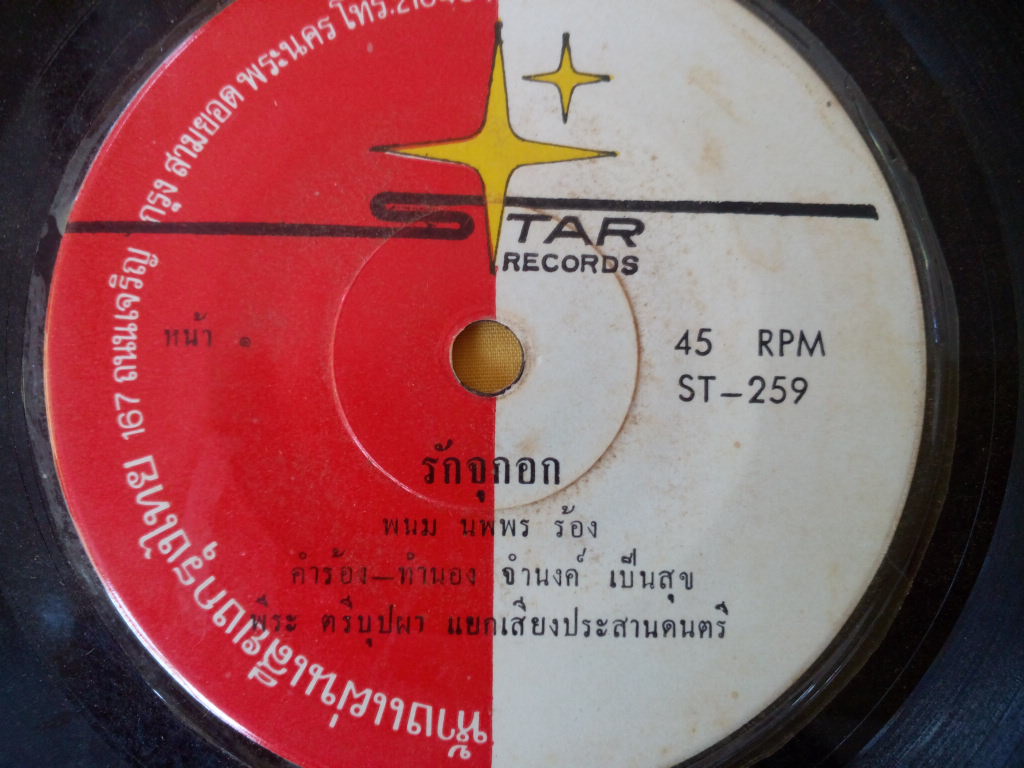 ห้างแผ่นเสียงกรุงไทย 167 ถนนเจริญกรุง สามยอด พระนคร โทร.
STAR
RECORDS
หน้า ๑
45 RPM
ST-259
รักจุกอก
พนม นพพร ร้อง
คำร้อง-ทำนอง จำนงค์ เป็นสุข
พีระ ตรีบุปผา แยกเสียงประสานดนตรี